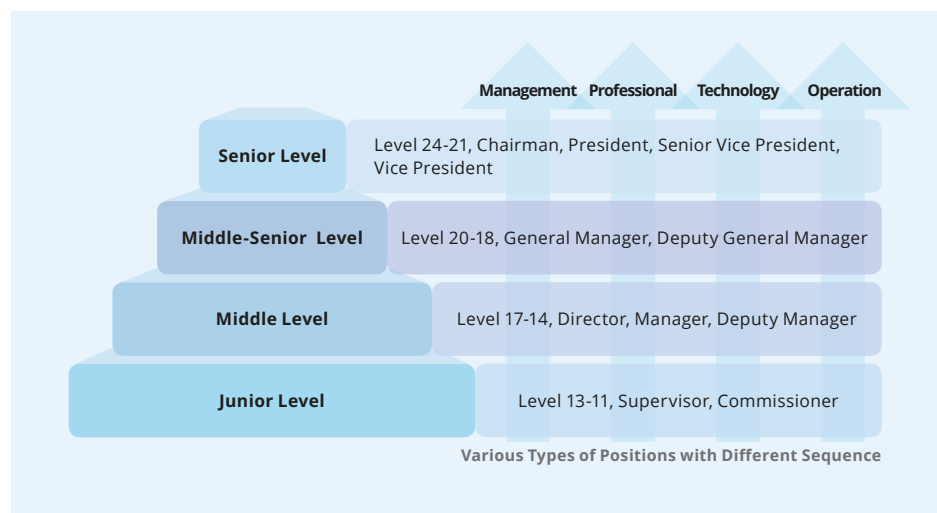 Management Professional Technology Operation
Senior Level
Level 24-21, Chairman, President, Senior Vice President,
Vice President
Middle-Senior Level
Level 20-18, General Manager, Deputy General Manager
Middle Level
Level 17-14, Director, Manager, Deputy Manager
Junior Level
Level 13-11, Supervisor, Commissioner
Various Types of Positions with Different Sequence